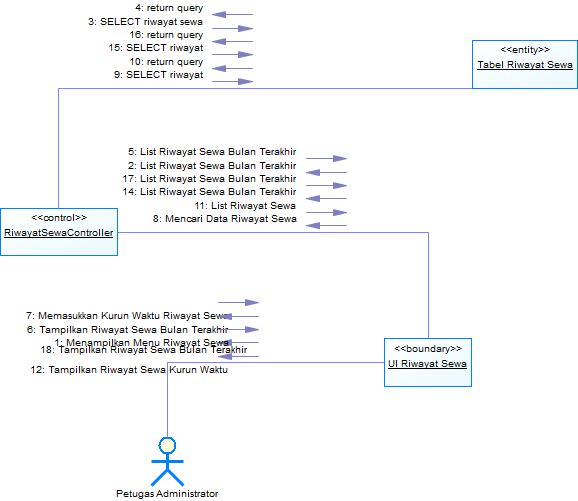 4: return query
3: SELECT riwayat sewa
16: return query
15: SELECT riwayat
10: return query
9: SELECT riwayat
<<entity>>
Tabel Riwayat Sewa
5: List Riwayat Sewa Bulan Terakhir
2: List Riwayat Sewa Bulan Terakhir
17: List Riwayat Sewa Bulan Terakhir
14: List Riwayat Sewa Bulan Terakhir
11: List Riwayat Sewa
8: Mencari Data Riwayat Sewa
<<control>>
RiwayatSewaController
7: Memasukkan Kurun Waktu Riwayat Sewa
6: Tampilkan Riwayat Sewa Bulan Terakhir
1: Menampilkan Menu Riwayat Sewa
18: Tampilkan Riwayat Sewa Bulan Terakhir
12: Tampilkan Riwayat Sewa Kurun Waktu
<<boundary>>
UI Riwayat Sewa
Petugas Administrator